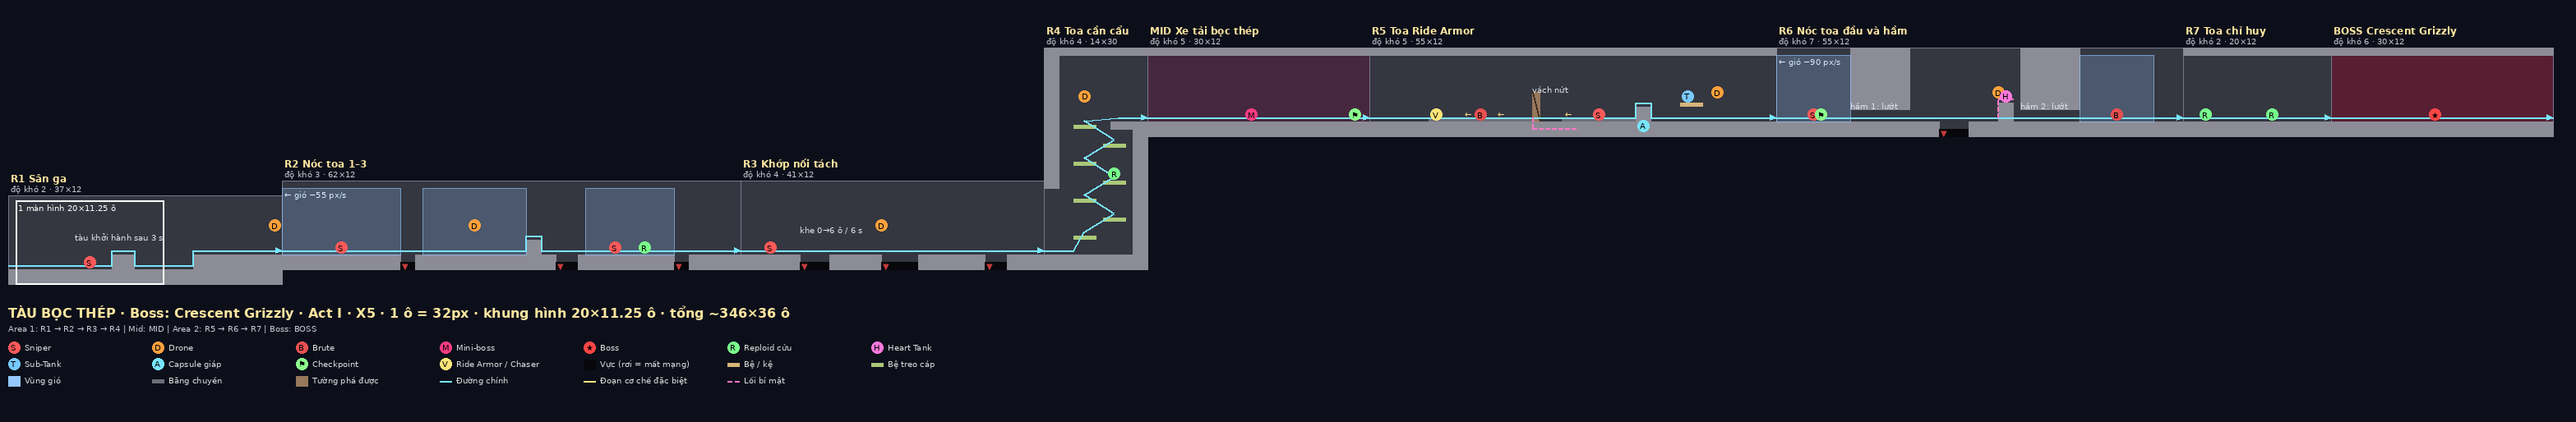 R4 Toa cần cẩu
độ khó 4 · 14×30
MID Xe tải bọc thép
độ khó 5 · 30×12
R5 Toa Ride Armor
độ khó 5 · 55×12
R6 Nóc toa đầu và hầm
độ khó 7 · 55×12
R7 Toa chỉ huy
độ khó 2 · 20×12
BOSS Crescent Grizzly
độ khó 6 · 30×12
← gió −90 px/s
D
vách nứt
T
D
D
H
hầm 1: lướt
hầm 2: lướt
M
V
←
B
←
←
S
A
S
B
R
R
★
R
R1 Sân ga
độ khó 2 · 37×12
R2 Nóc toa 1–3
độ khó 3 · 62×12
R3 Khớp nối tách
độ khó 4 · 41×12
← gió −55 px/s
1 màn hình 20×11.25 ô
tàu khởi hành sau 3 s
D
D
khe 0→6 ô / 6 s
D
S
S
S
R
S
TÀU BỌC THÉP · Boss: Crescent Grizzly · Act I · X5 · 1 ô = 32px · khung hình 20×11.25 ô · tổng ~346×36 ô
Area 1: R1 → R2 → R3 → R4 | Mid: MID | Area 2: R5 → R6 → R7 | Boss: BOSS
S Sniper
D Drone
B Brute
M Mini-boss
★ Boss
R Reploid cứu
H Heart Tank
T Sub-Tank
A Capsule giáp
⚑ Checkpoint
V Ride Armor / Chaser
Vực (rơi = mất mạng)
Bệ / kệ
Bệ treo cáp
Vùng gió
Băng chuyền
Tường phá được
Đường chính
Đoạn cơ chế đặc biệt
Lối bí mật